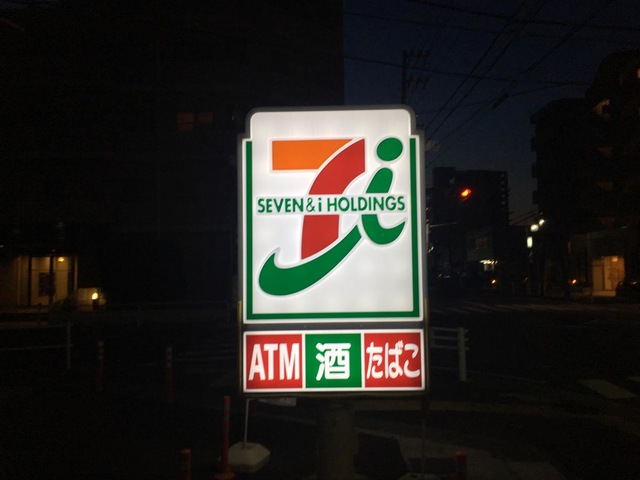 SEVEN & i HOLDINGS
ATM 酒 たばこ